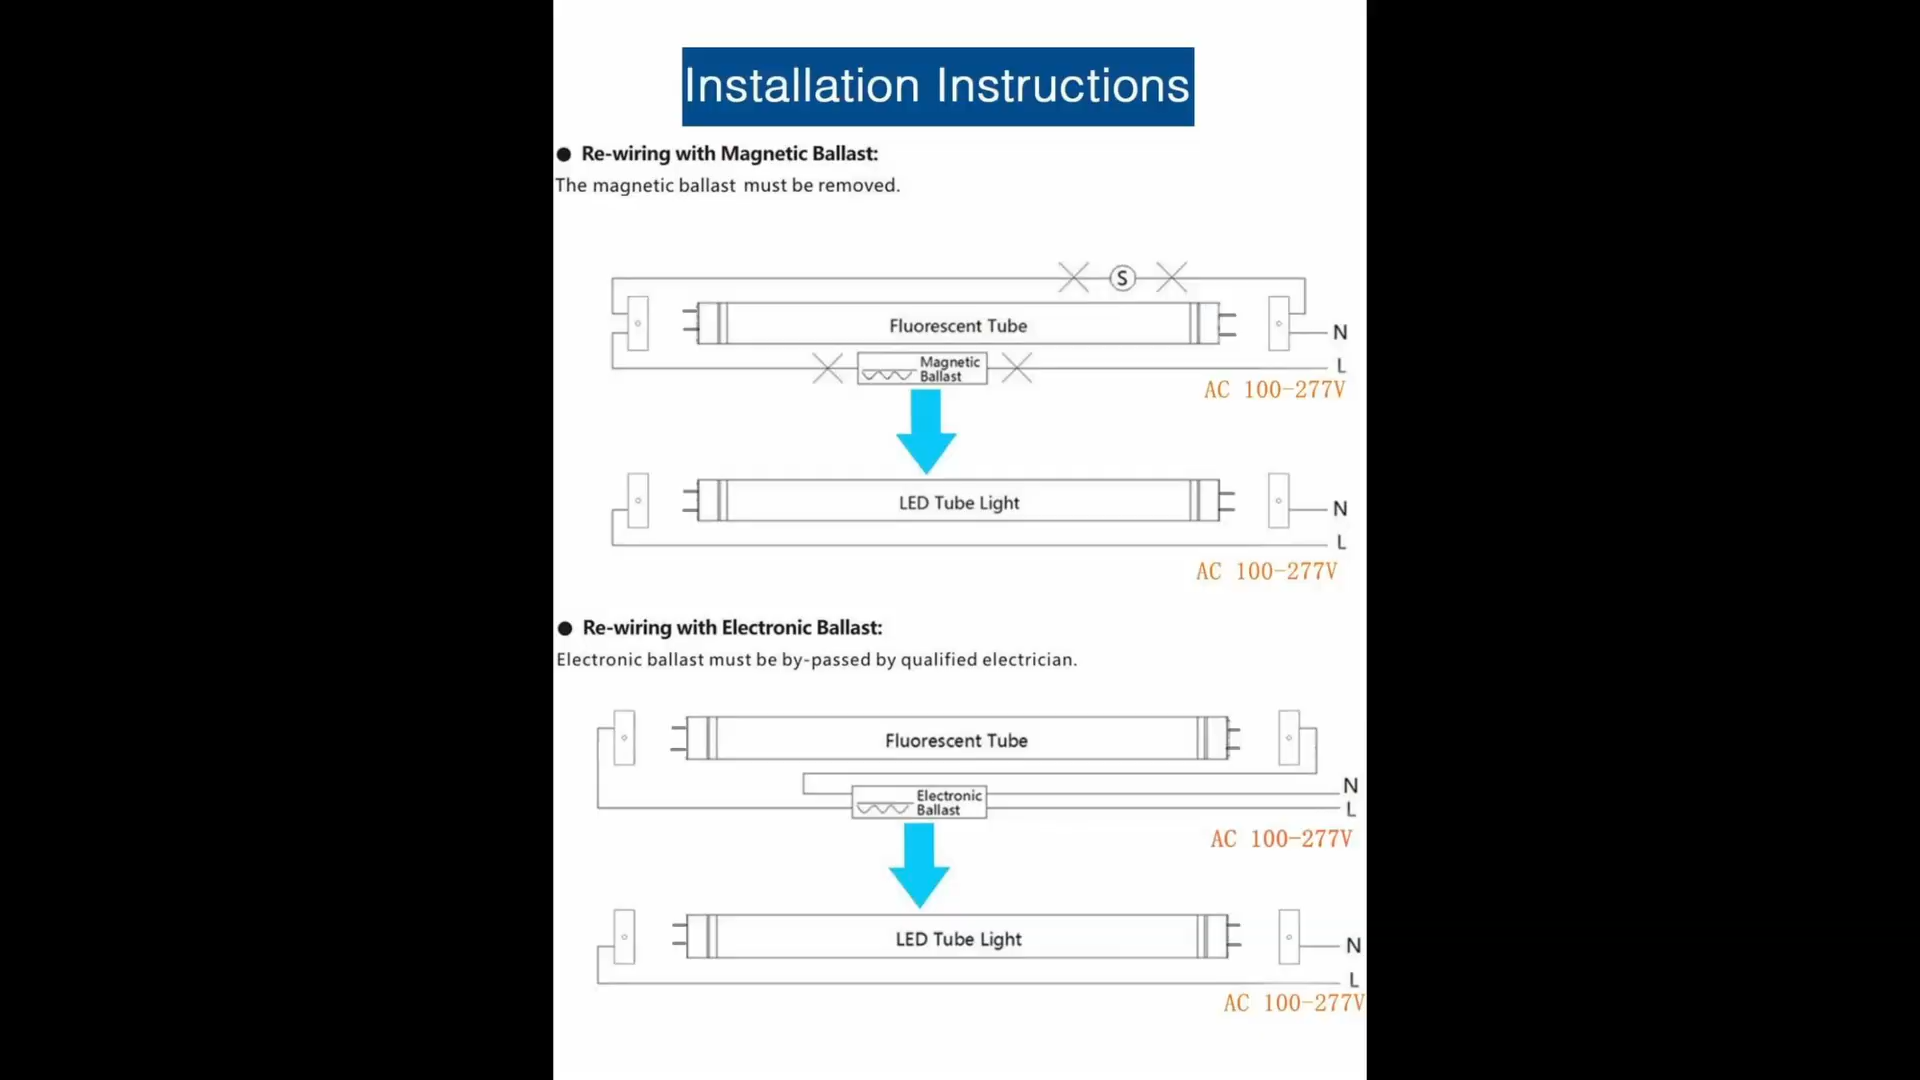 Installation Instructions
● Re-wiring with Magnetic Ballast:
The magnetic ballast must be removed.
S
Fluorescent Tube
N
Magnetic
Ballast
L
AC 100-277V
LED Tube Light
N
L
AC 100-277V
● Re-wiring with Electronic Ballast:
Electronic ballast must be by-passed by qualified electrician.
Fluorescent Tube
N
Electronic
Ballast
L
AC 100-277V
LED Tube Light
N
L
AC 100-277V